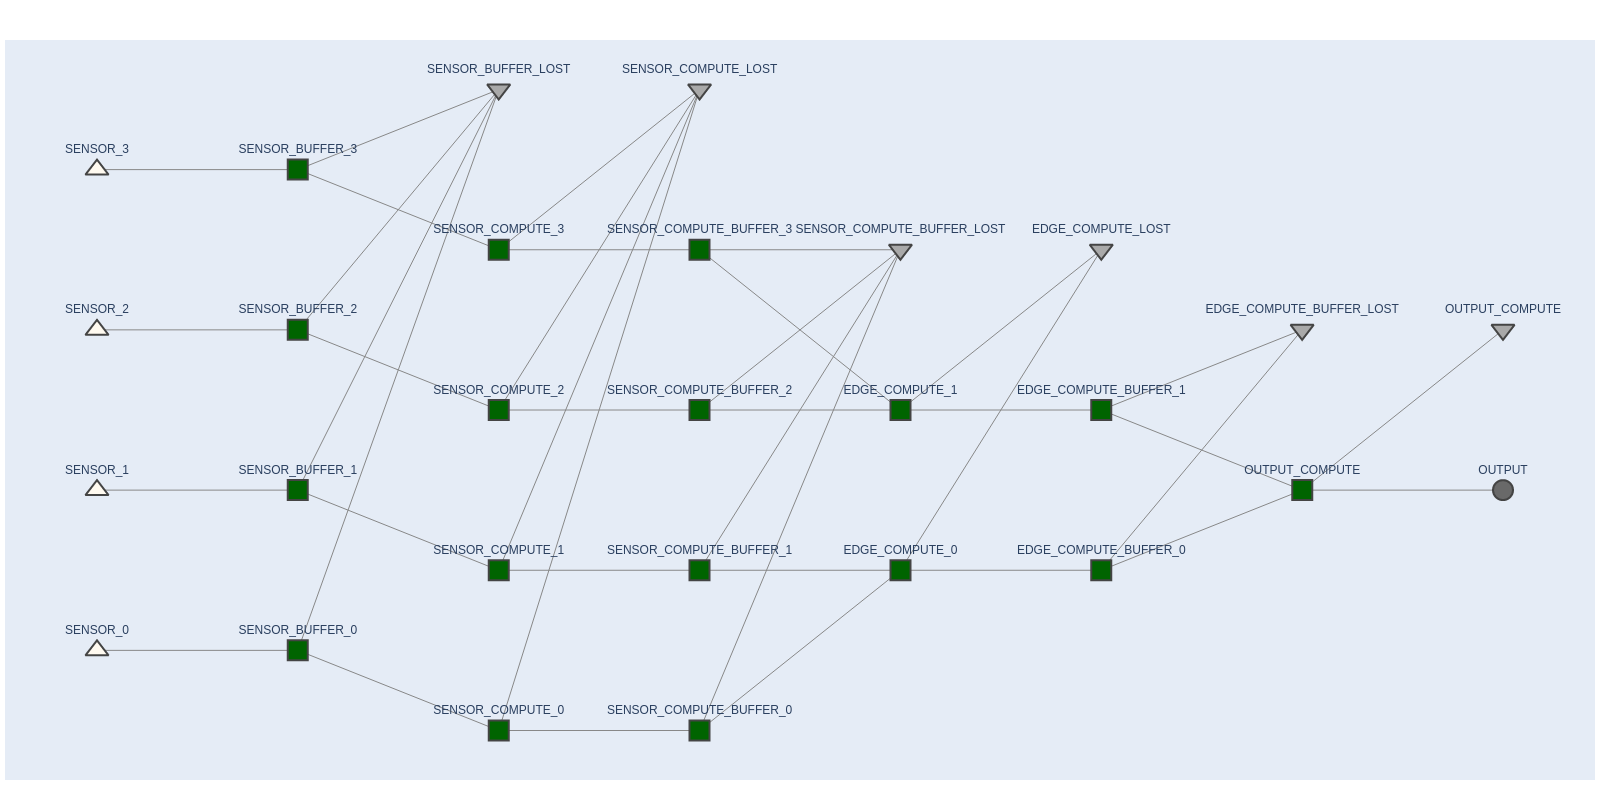 SENSOR_BUFFER_LOST
SENSOR_COMPUTE_LOST
SENSOR_3
SENSOR_BUFFER_3
SENSOR_COMPUTE_3
SENSOR_COMPUTE_BUFFER_3
SENSOR_COMPUTE_BUFFER_LOST
EDGE_COMPUTE_LOST
SENSOR_2
SENSOR_BUFFER_2
EDGE_COMPUTE_BUFFER_LOST
OUTPUT_COMPUTE
SENSOR_COMPUTE_2
SENSOR_COMPUTE_BUFFER_2
EDGE_COMPUTE_1
EDGE_COMPUTE_BUFFER_1
SENSOR_1
SENSOR_BUFFER_1
OUTPUT_COMPUTE
OUTPUT
SENSOR_COMPUTE_1
SENSOR_COMPUTE_BUFFER_1
EDGE_COMPUTE_0
EDGE_COMPUTE_BUFFER_0
SENSOR_0
SENSOR_BUFFER_0
SENSOR_COMPUTE_0
SENSOR_COMPUTE_BUFFER_0